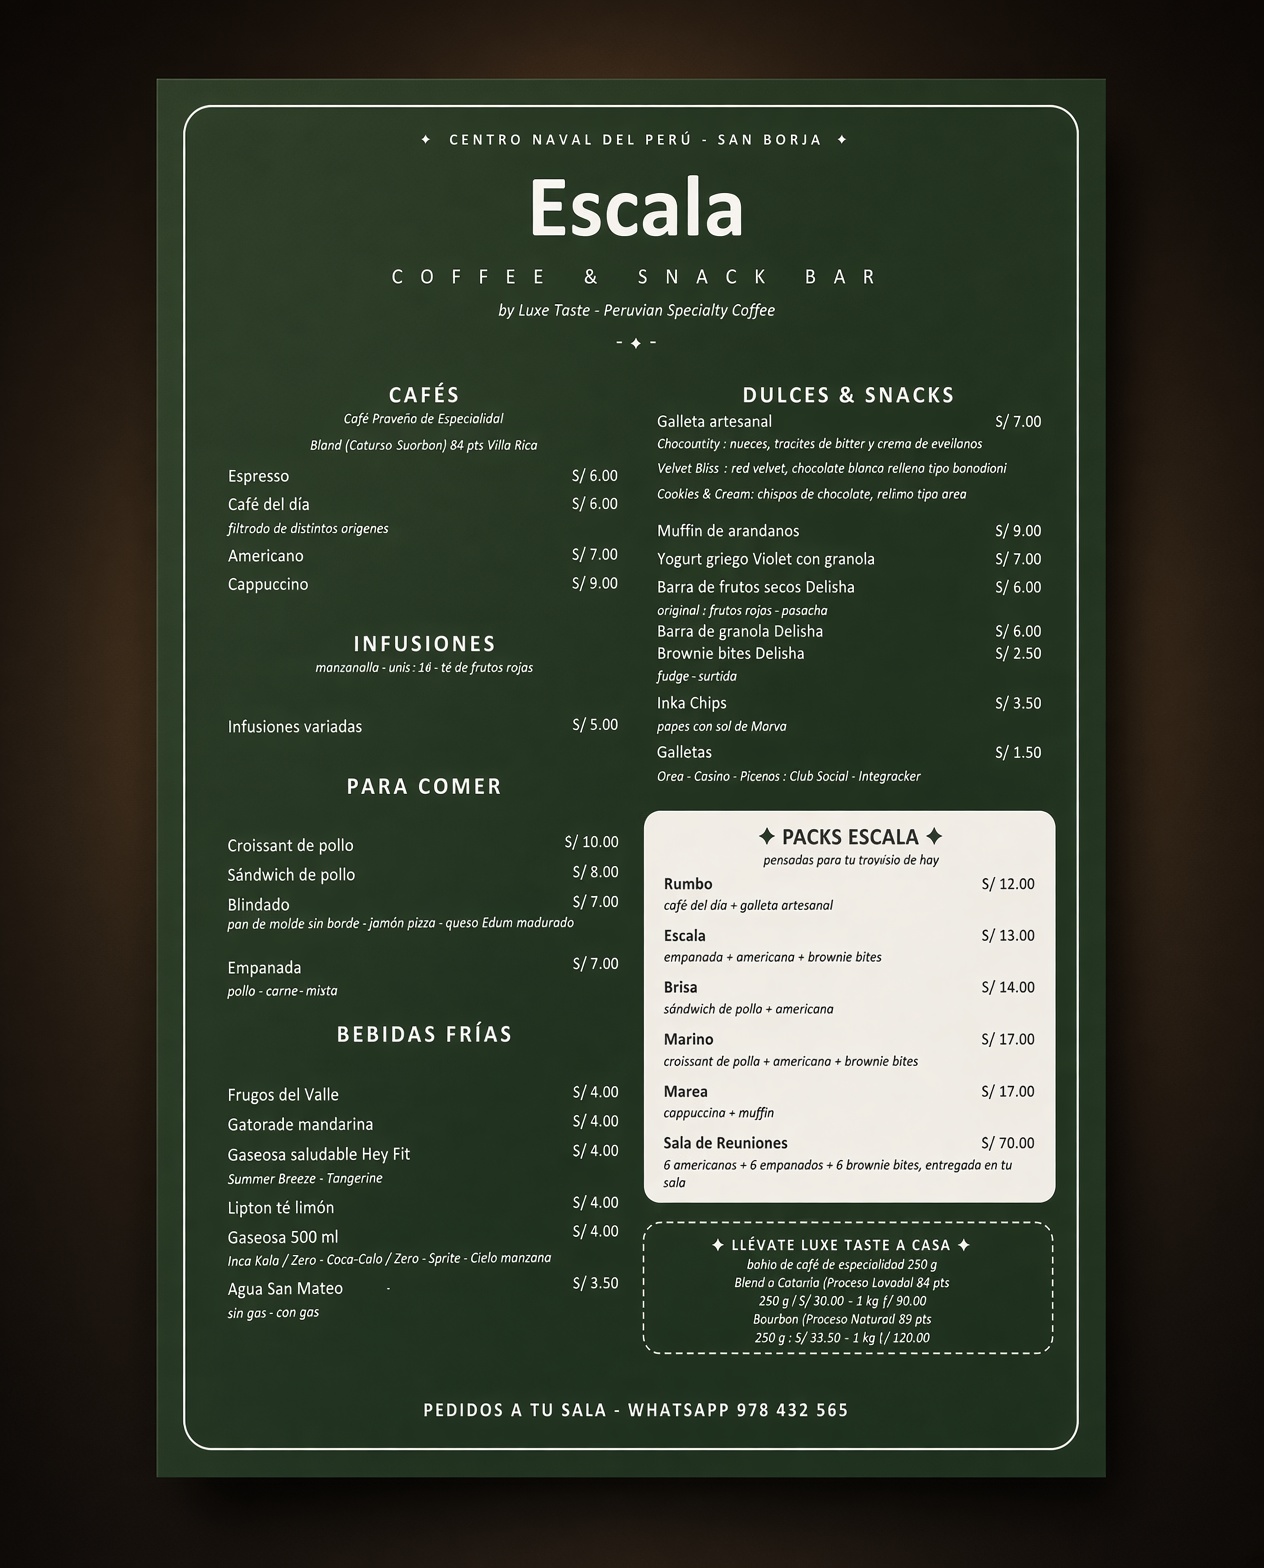 ✦ CENTRO NAVAL DEL PERÚ - SAN BORJA ✦
Escala
COFFEE & SNACK BAR
by Luxe Taste - Peruvian Specialty Coffee
- ✦ -
CAFÉS
Café Praveño de Especialidal
Bland (Caturso Suorbon) 84 pts Villa Rica
Espresso S/ 6.00
Café del día S/ 6.00
filtrodo de distintos orígenes
Americano S/ 7.00
Cappuccino S/ 9.00
INFUSIONES
manzanalla - unis : 16 - té de frutos rojas
Infusiones variadas S/ 5.00
PARA COMER
Croissant de pollo S/ 10.00
Sándwich de pollo S/ 8.00
Blindado S/ 7.00
pan de molde sin borde - jamón pizza - queso Edum madurado
Empanada S/ 7.00
pollo - carne - mixta
BEBIDAS FRÍAS
Frugos del Valle S/ 4.00
Gatorade mandarina S/ 4.00
Gaseosa saludable Hey Fit S/ 4.00
Summer Breeze - Tangerine
Lipton té limón S/ 4.00
Gaseosa 500 ml S/ 4.00
Inca Kala / Zero - Coca-Calo / Zero - Sprite - Cielo manzana
Agua San Mateo - S/ 3.50
sin gas - con gas
DULCES & SNACKS
Galleta artesanal S/ 7.00
Chocoutity : nueces, tracites de bitter y crema de eveilanos
Velvet Bliss : red velvet, chocolate blanca rellena tipo bonodioni
Cookies & Cream: chispas de chocolate, relimo tipa area
Muffin de arandanos S/ 9.00
Yogurt griego Violet con granola S/ 7.00
Barra de frutos secos Delisha S/ 6.00
original : frutos rojos - pasacha
Barra de granola Delisha S/ 6.00
Brownie bites Delisha S/ 2.50
fudge - surtida
Inka Chips S/ 3.50
papes con sol de Morva
Galletas S/ 1.50
Orea - Casino - Picenos : Club Social - Integracker
✦ PACKS ESCALA ✦
pensadas para tu travísio de hay
Rumbo S/ 12.00
café del día + galleta artesanal
Escala S/ 13.00
empanada + americana + brownie bites
Brisa S/ 14.00
sándwich de polla + americana
Marino S/ 17.00
croissant de polla + americana + brownie bites
Marea S/ 17.00
cappuccina + muffin
Sala de Reuniones S/ 70.00
6 americanos + 6 empanados + 6 brownie bites, entregada en tu
sala
✦ LLÉVATE LUXE TASTE A CASA ✦
bohio de café de especiolidod 250 g
Blend a Catarria (Proceso Lavodal 84 pts
250 g / S/ 30.00 - 1 kg ƒ/ 90.00
Bourbon (Proceso Naturad 89 pts
250 g : S/ 33.50 - 1 kg (/ 120.00
PEDIDOS A TU SALA - WHATSAPP 978 432 565